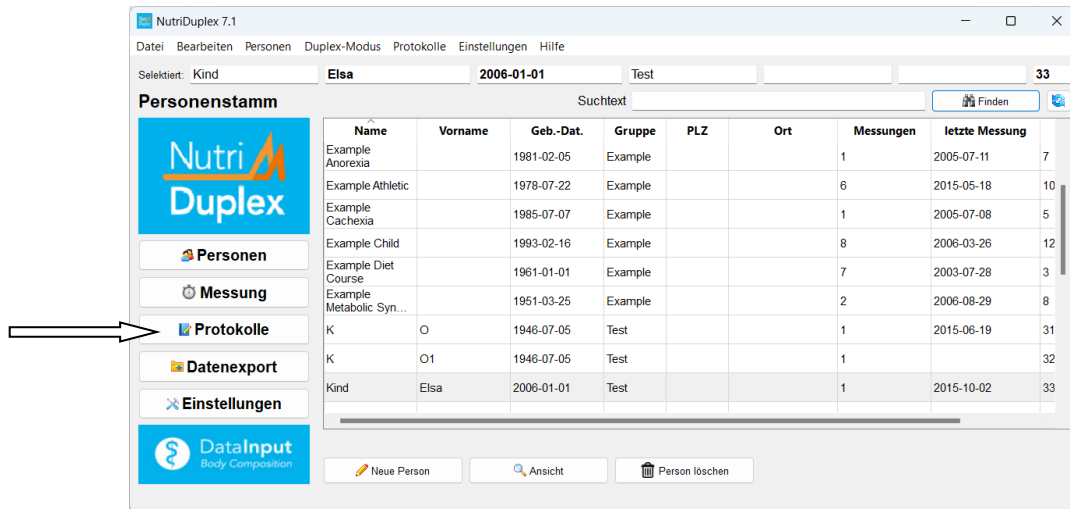 NutriDuplex 7.1
Datei Bearbeiten Personen Duplex-Modus Protokolle Einstellungen Hilfe
Selektiert: Kind Elsa 2006-01-01 Test 33
Personenstamm Suchtext Finden
Name Vorname Geb.-Dat. Gruppe PLZ Ort Messungen letzte Messung
Example Anorexia 1981-02-05 Example 1 2005-07-11 7
Example Athletic 1978-07-22 Example 6 2015-05-18 10
Example Cachexia 1985-07-07 Example 1 2005-07-08 5
Example Child 1993-02-16 Example 8 2006-03-26 12
Example Diet Course 1961-01-01 Example 7 2003-07-28 3
Example Metabolic Syn... 1951-03-25 Example 2 2006-08-29 8
K O 1946-07-05 Test 1 2015-06-19 31
K O1 1946-07-05 Test 1 32
Kind Elsa 2006-01-01 Test 1 2015-10-02 33
Nutri
Duplex
Personen
Messung
Protokolle
Datenexport
Einstellungen
DataInput
Body Composition
Neue Person Ansicht Person löschen